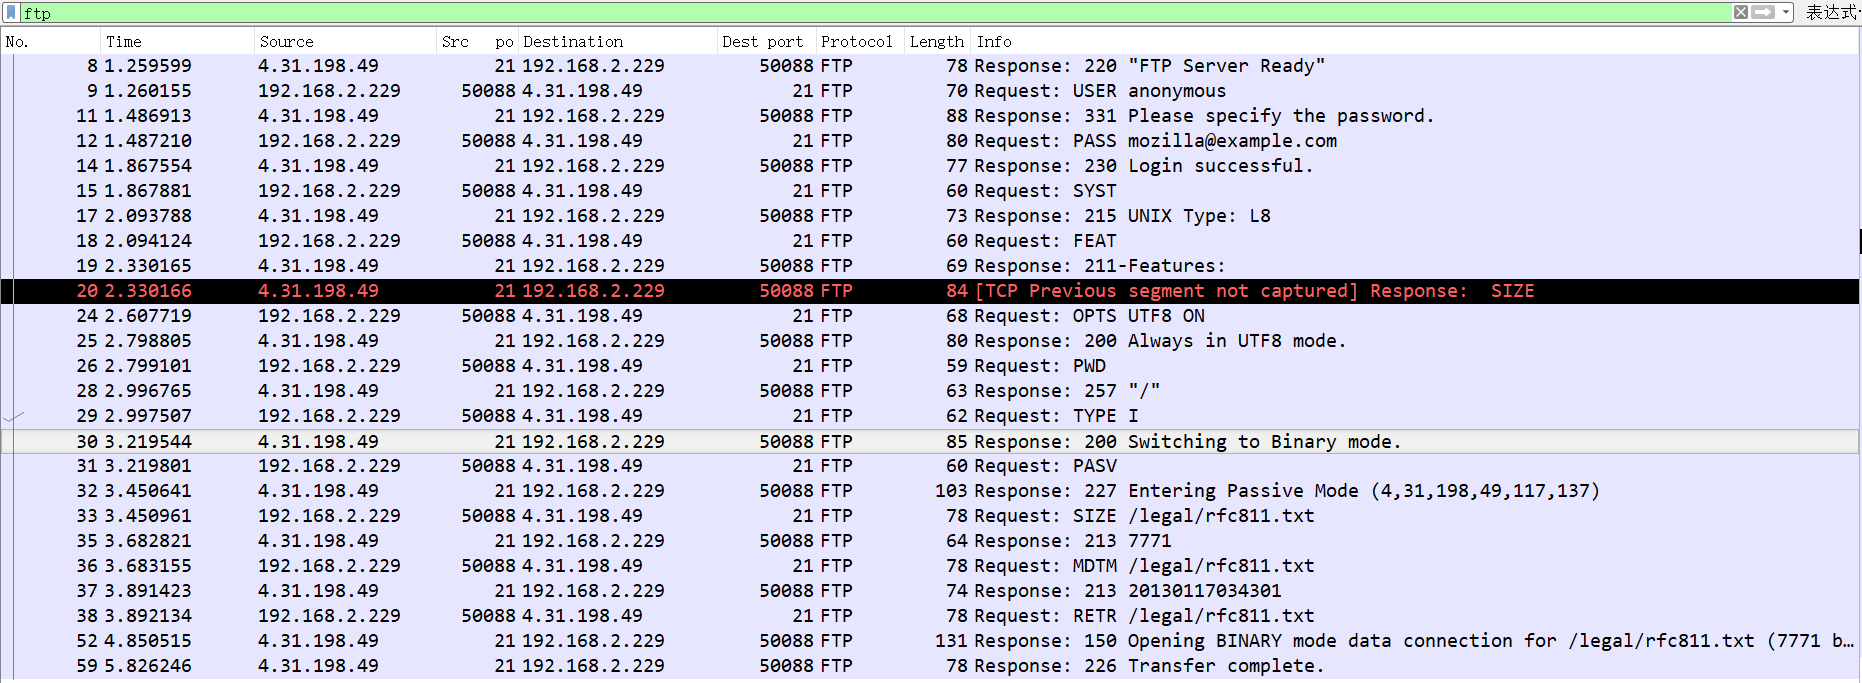 ftp 表达式
No. Time Source Src po Destination Dest port Protocol Length Info
8 1.259599 4.31.198.49 21 192.168.2.229 50088 FTP 78 Response: 220 "FTP Server Ready"
9 1.260155 192.168.2.229 50088 4.31.198.49 21 FTP 70 Request: USER anonymous
11 1.486913 4.31.198.49 21 192.168.2.229 50088 FTP 88 Response: 331 Please specify the password.
12 1.487210 192.168.2.229 50088 4.31.198.49 21 FTP 80 Request: PASS mozilla@example.com
14 1.867554 4.31.198.49 21 192.168.2.229 50088 FTP 77 Response: 230 Login successful.
15 1.867881 192.168.2.229 50088 4.31.198.49 21 FTP 60 Request: SYST
17 2.093788 4.31.198.49 21 192.168.2.229 50088 FTP 73 Response: 215 UNIX Type: L8
18 2.094124 192.168.2.229 50088 4.31.198.49 21 FTP 60 Request: FEAT
19 2.330165 4.31.198.49 21 192.168.2.229 50088 FTP 69 Response: 211-Features:
20 2.330166 4.31.198.49 21 192.168.2.229 50088 FTP 84 [TCP Previous segment not captured] Response: SIZE
24 2.607719 192.168.2.229 50088 4.31.198.49 21 FTP 68 Request: OPTS UTF8 ON
25 2.798805 4.31.198.49 21 192.168.2.229 50088 FTP 80 Response: 200 Always in UTF8 mode.
26 2.799101 192.168.2.229 50088 4.31.198.49 21 FTP 59 Request: PWD
28 2.996765 4.31.198.49 21 192.168.2.229 50088 FTP 63 Response: 257 "/"
29 2.997507 192.168.2.229 50088 4.31.198.49 21 FTP 62 Request: TYPE I
30 3.219544 4.31.198.49 21 192.168.2.229 50088 FTP 85 Response: 200 Switching to Binary mode.
31 3.219801 192.168.2.229 50088 4.31.198.49 21 FTP 60 Request: PASV
32 3.450641 4.31.198.49 21 192.168.2.229 50088 FTP 103 Response: 227 Entering Passive Mode (4,31,198,49,117,137)
33 3.450961 192.168.2.229 50088 4.31.198.49 21 FTP 78 Request: SIZE /legal/rfc811.txt
35 3.682821 4.31.198.49 21 192.168.2.229 50088 FTP 64 Response: 213 7771
36 3.683155 192.168.2.229 50088 4.31.198.49 21 FTP 78 Request: MDTM /legal/rfc811.txt
37 3.891423 4.31.198.49 21 192.168.2.229 50088 FTP 74 Response: 213 20130117034301
38 3.892134 192.168.2.229 50088 4.31.198.49 21 FTP 78 Request: RETR /legal/rfc811.txt
52 4.850515 4.31.198.49 21 192.168.2.229 50088 FTP 131 Response: 150 Opening BINARY mode data connection for /legal/rfc811.txt (7771 b…
59 5.826246 4.31.198.49 21 192.168.2.229 50088 FTP 78 Response: 226 Transfer complete.